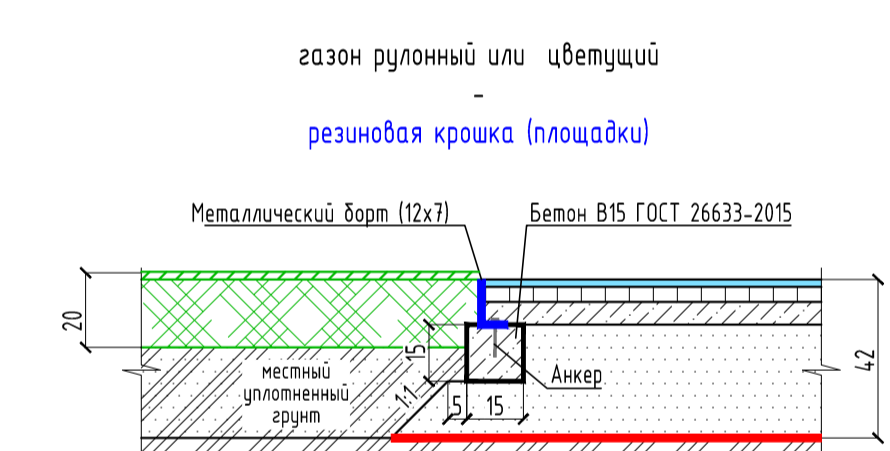 газон рулонный или цветущий
-
резиновая крошка (площадки)
Металлический борт (12х7)
Бетон В15 ГОСТ 26633-2015
20
15
42
местный
уплотненный
грунт
Анкер
1:1
5
15